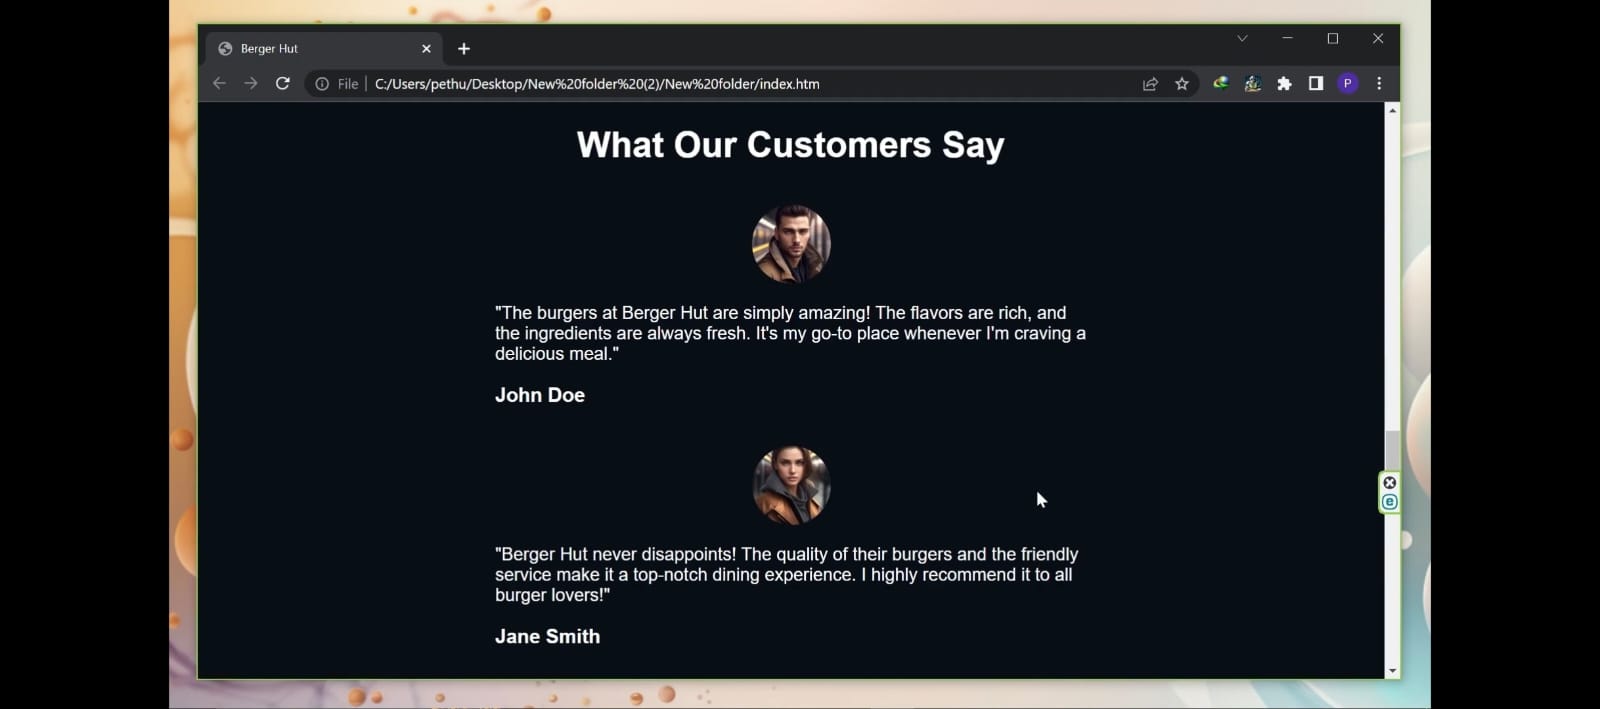 Berger Hut
File | C:/Users/pethu/Desktop/New%20folder%20(2)/New%20folder/index.htm
P
What Our Customers Say
"The burgers at Berger Hut are simply amazing! The flavors are rich, and
the ingredients are always fresh. It's my go-to place whenever I'm craving a
delicious meal."
John Doe
e
"Berger Hut never disappoints! The quality of their burgers and the friendly
service make it a top-notch dining experience. I highly recommend it to all
burger lovers!"
Jane Smith